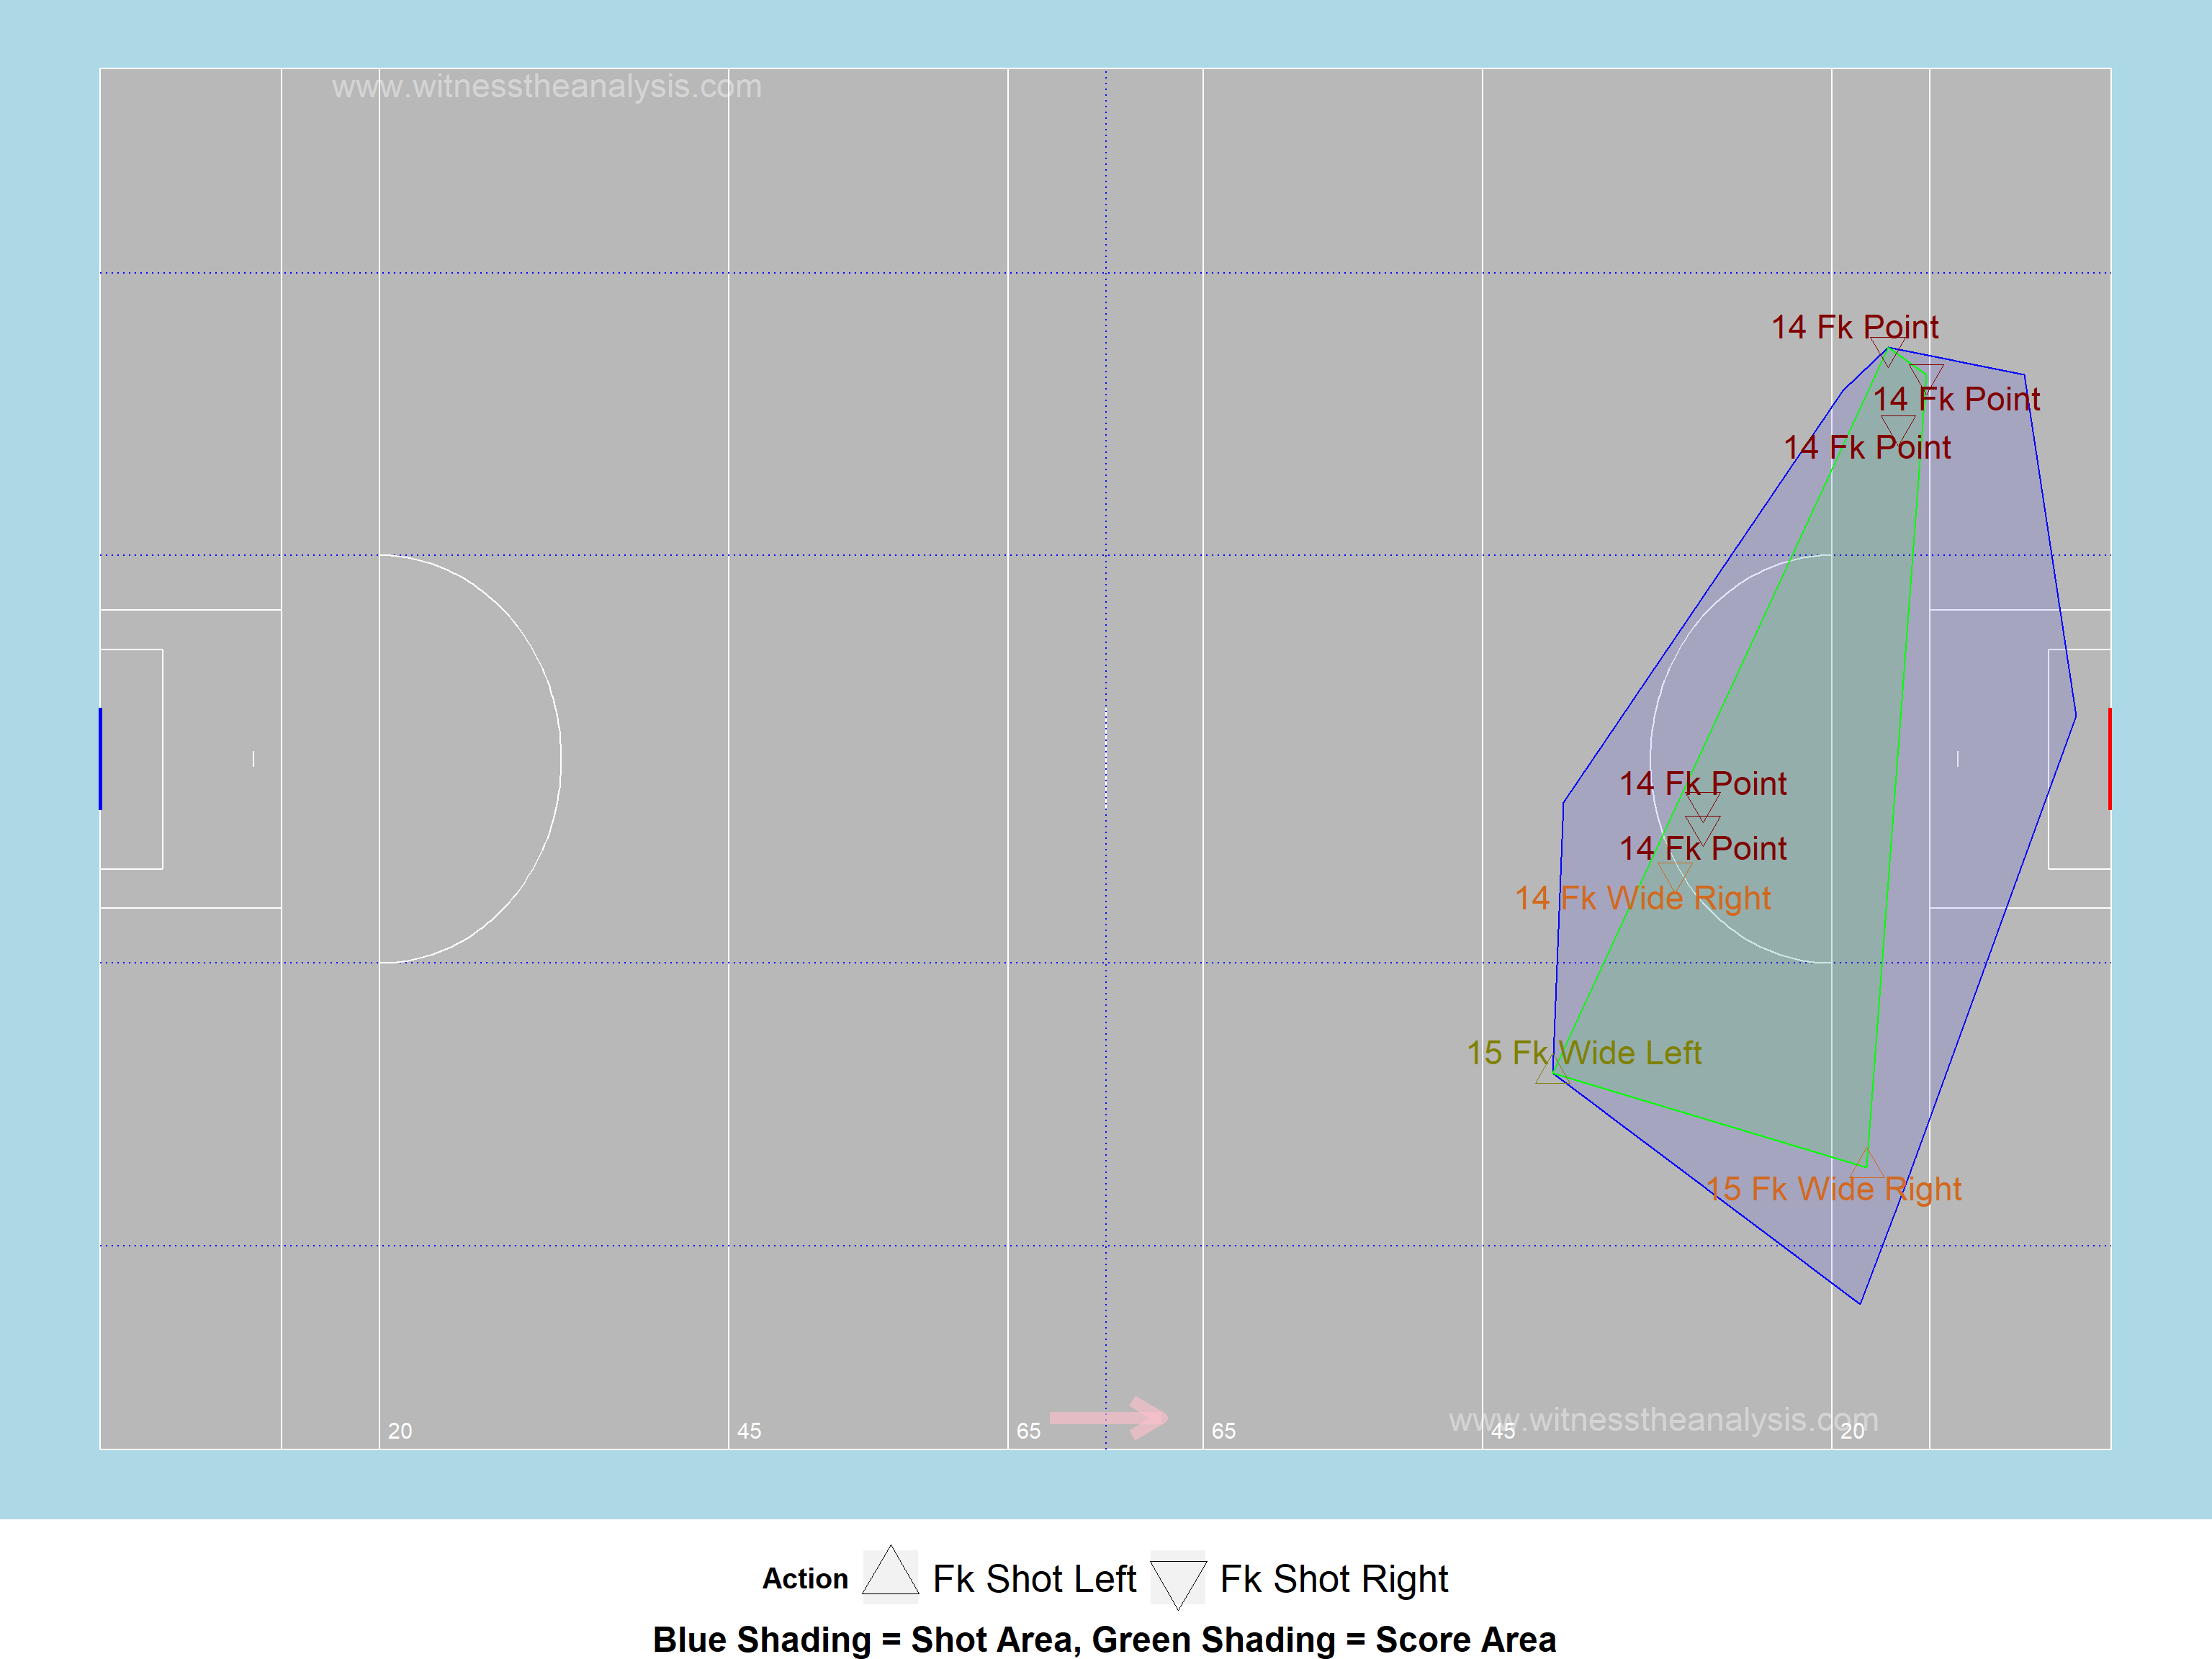 www.witnesstheanalysis.com
14 Fk Point
14 Fk Point
14 Fk Point
14 Fk Point
14 Fk Point
14 Fk Wide Right
15 Fk Wide Left
15 Fk Wide Right
www.witnesstheanalysis.com
20 45 65 65 45 20
Action Fk Shot Left Fk Shot Right
Blue Shading = Shot Area, Green Shading = Score Area